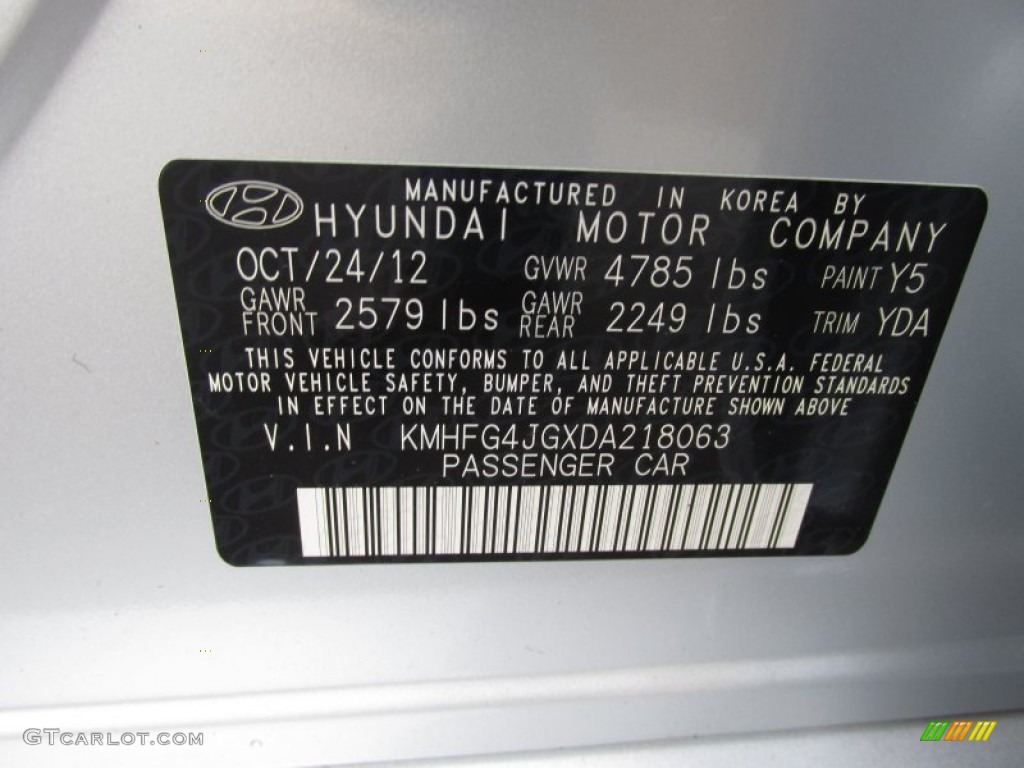 MANUFACTURED IN KOREA BY
HYUNDAI MOTOR COMPANY
OCT/24/12 GVWR 4785 lbs PAINT Y5
GAWR FRONT 2579 lbs GAWR REAR 2249 lbs TRIM YDA
THIS VEHICLE CONFORMS TO ALL APPLICABLE U.S.A. FEDERAL
MOTOR VEHICLE SAFETY, BUMPER, AND THEFT PREVENTION STANDARDS
IN EFFECT ON THE DATE OF MANUFACTURE SHOWN ABOVE
V.I.N KMHFG4JGXDA218063
PASSENGER CAR
GTCARLOT.COM